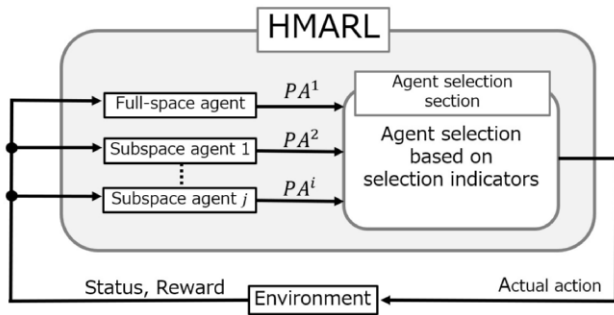 HMARL
Agent selection
section
Full-space agent
PA¹
Subspace agent 1
PA²
Subspace agent j
PAⁱ
Agent selection
based on
selection indicators
Status, Reward
Environment
Actual action